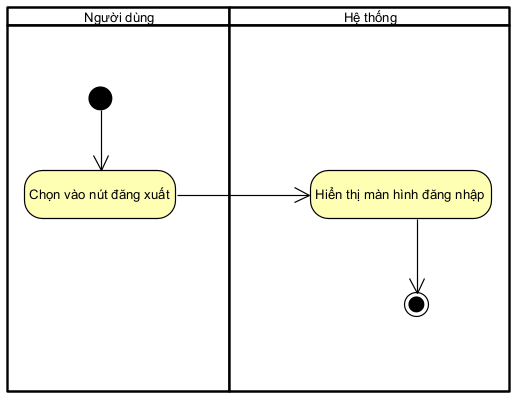 Người dùng
Hệ thống
Chọn vào nút đăng xuất
Hiển thị màn hình đăng nhập